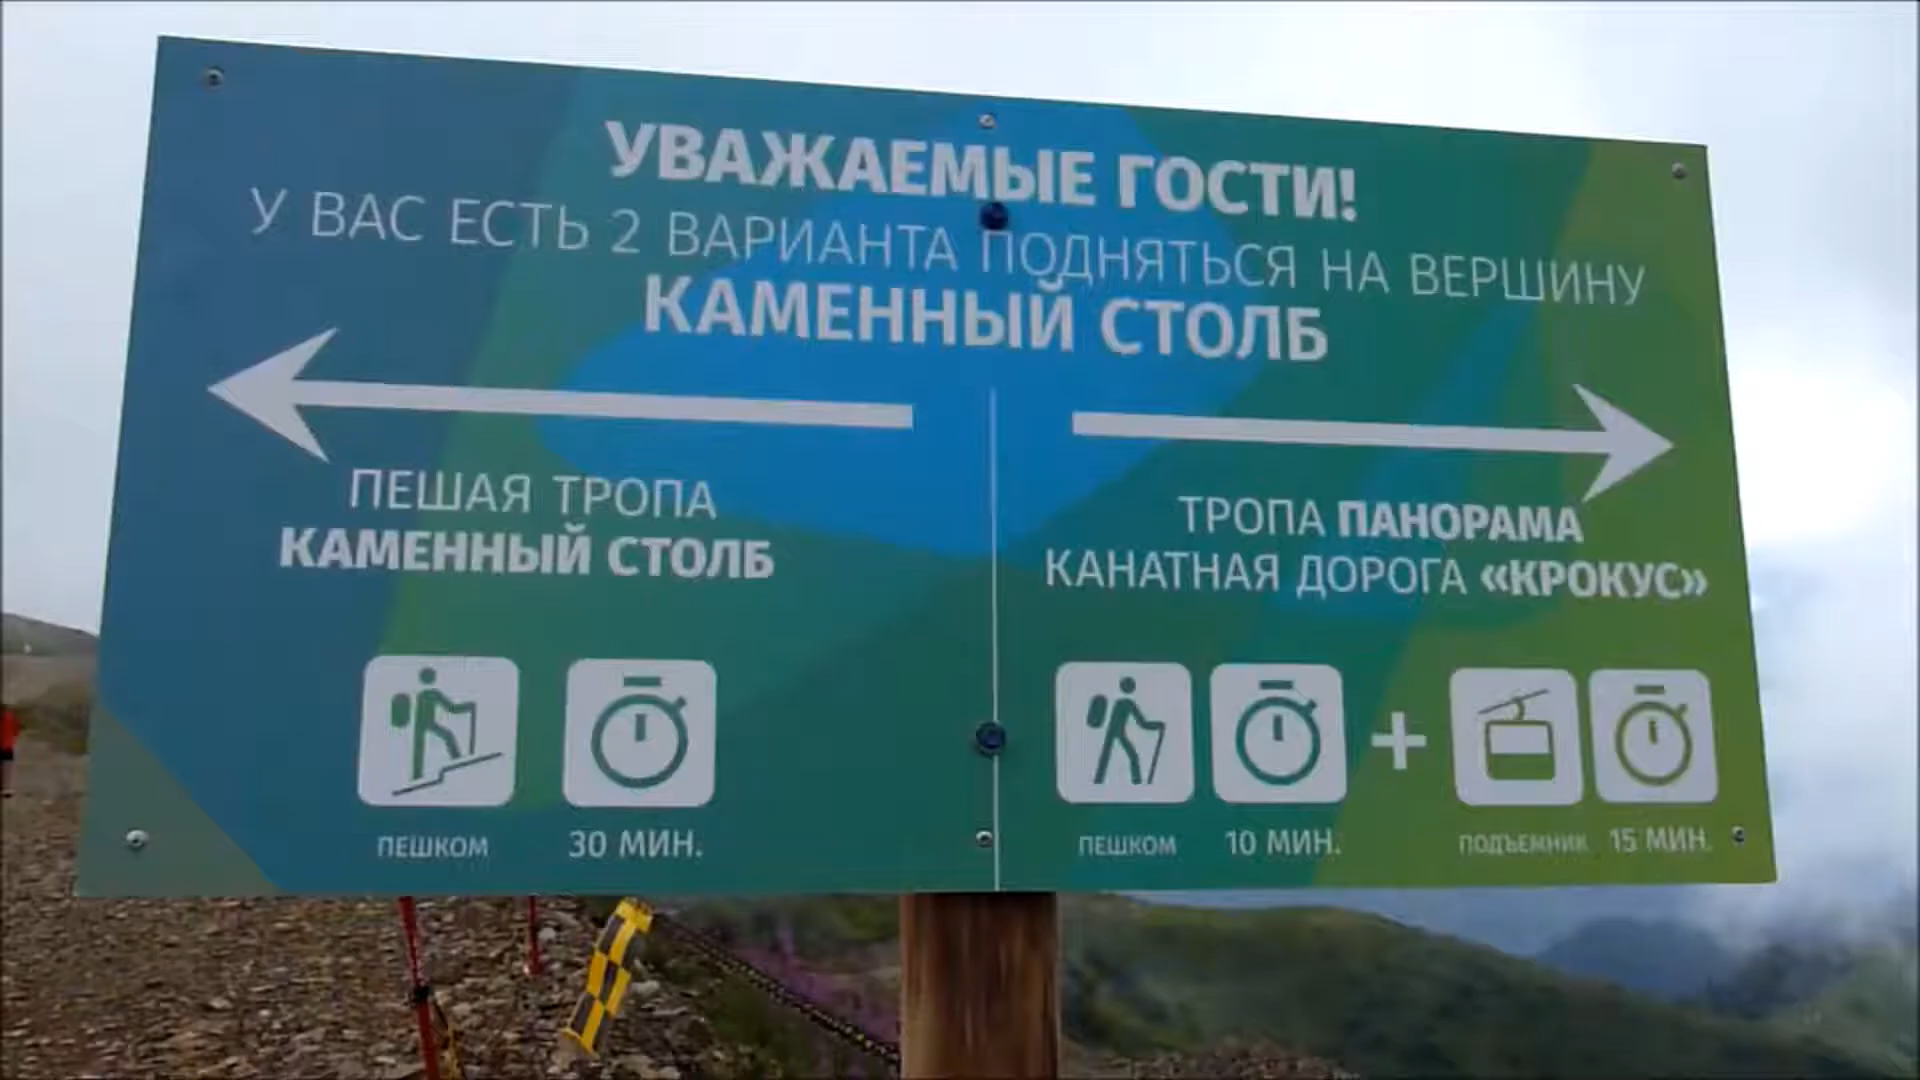 УВАЖАЕМЫЕ ГОСТИ!
У ВАС ЕСТЬ 2 ВАРИАНТА ПОДНЯТЬСЯ НА ВЕРШИНУ
КАМЕННЫЙ СТОЛБ
ПЕШАЯ ТРОПА
КАМЕННЫЙ СТОЛБ
ПЕШКОМ 30 МИН.
ТРОПА ПАНОРАМА
КАНАТНАЯ ДОРОГА «КРОКУС»
ПЕШКОМ 10 МИН. + ПОДЪЕМНИК 15 МИН.